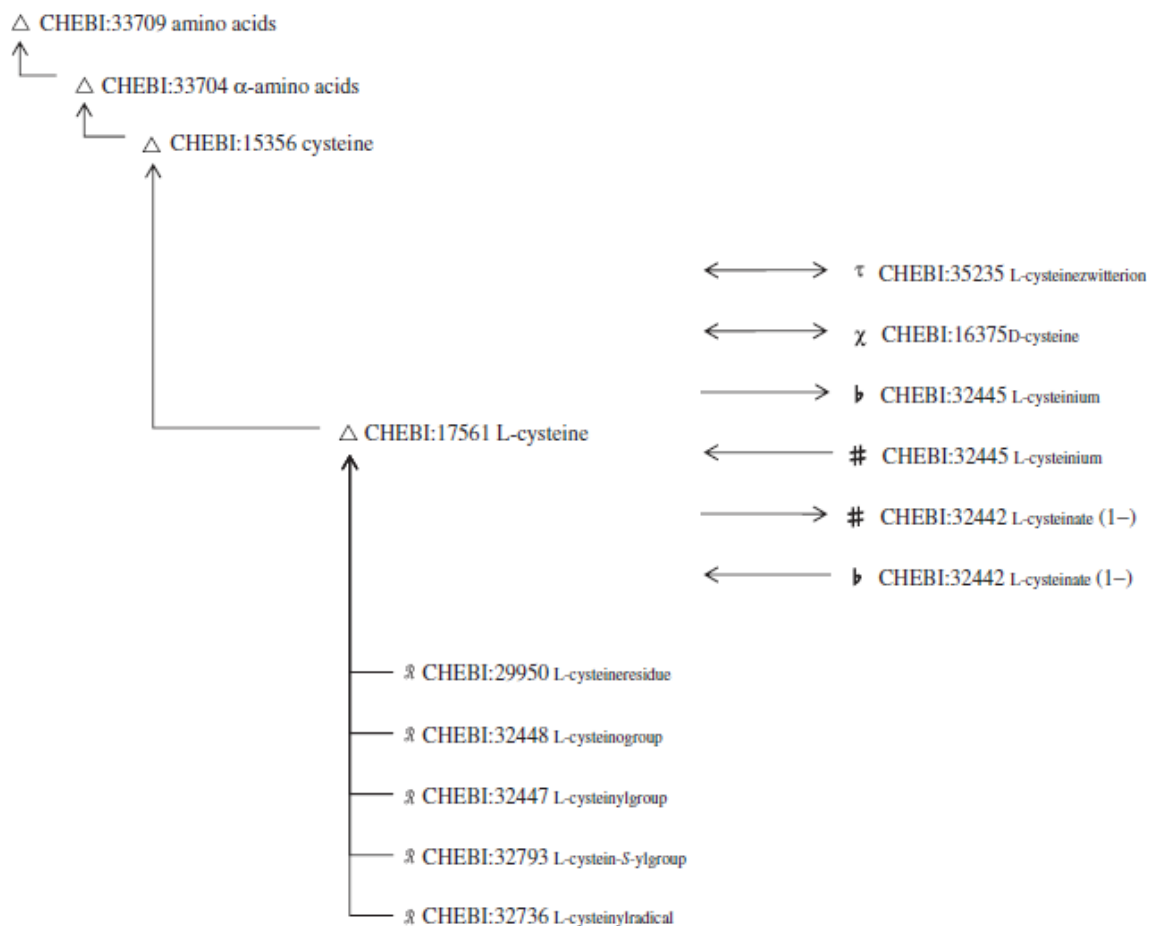 △ CHEBI:33709 amino acids
△ CHEBI:33704 α-amino acids
△ CHEBI:15356 cysteine
τ CHEBI:35235 L-cysteinezwitterion
χ CHEBI:16375D-cysteine
♭ CHEBI:32445 L-cysteinium
△ CHEBI:17561 L-cysteine
# CHEBI:32445 L-cysteinium
# CHEBI:32442 L-cysteinate (1–)
♭ CHEBI:32442 L-cysteinate (1–)
ℛ CHEBI:29950 L-cysteineresidue
ℛ CHEBI:32448 L-cysteinogroup
ℛ CHEBI:32447 L-cysteinylgroup
ℛ CHEBI:32793 L-cystein-S-ylgroup
ℛ CHEBI:32736 L-cysteinylradical